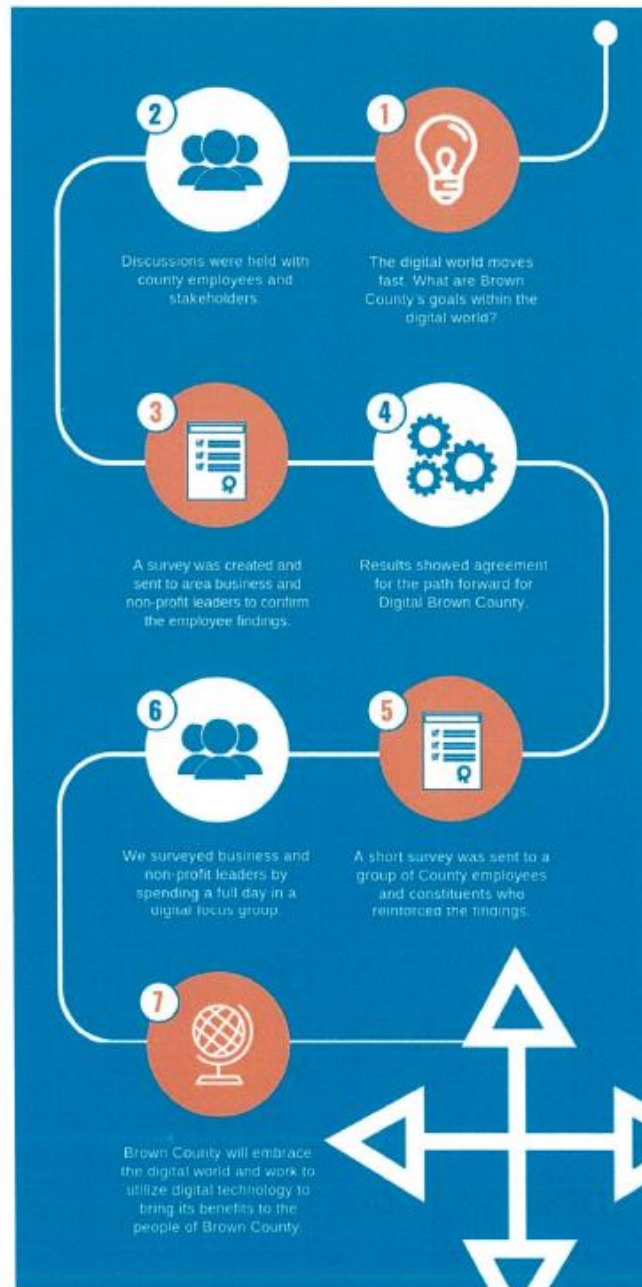 1
The digital world moves
fast. What are Brown
County's goals within the
digital world?
2
Discussions were held with
county employees and
stakeholders.
3
A survey was created and
sent to area business and
non-profit leaders to confirm
the employee findings.
4
Results showed agreement
for the path forward for
Digital Brown County.
5
A short survey was sent to a
group of County employees
and constituents who
reinforced the findings.
6
We surveyed business and
non-profit leaders by
spending a full day in a
digital focus group.
7
Brown County will embrace
the digital world and work to
utilize digital technology to
bring its benefits to the
people of Brown County.